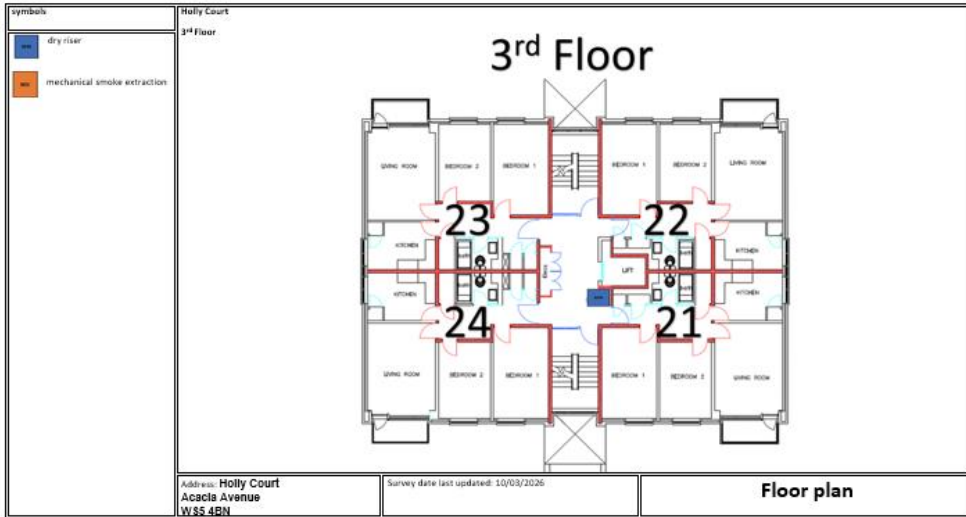 symbols
dry riser
mechanical smoke extraction
Holly Court
3rd Floor
3rd Floor
LIVING ROOM
BEDROOM 2
BEDROOM 1
BEDROOM 1
BEDROOM 2
LIVING ROOM
23
22
KITCHEN
KITCHEN
LIFT
KITCHEN
KITCHEN
24
21
LIVING ROOM
BEDROOM 2
BEDROOM 1
BEDROOM 1
BEDROOM 2
LIVING ROOM
Address: Holly Court
Acacia Avenue
WS5 4BN
Survey date last updated: 10/03/2026
Floor plan